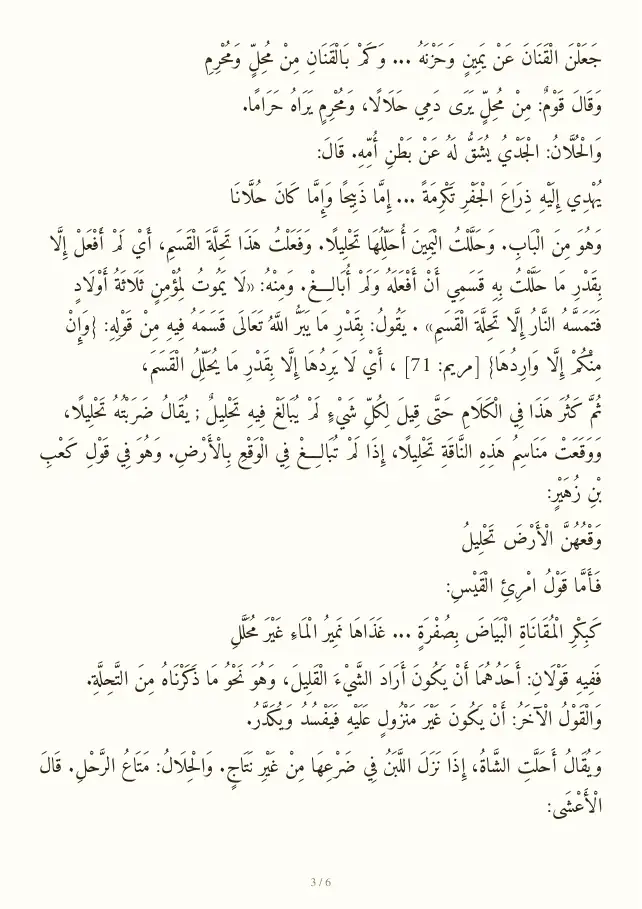 جَعَلْنَ الْقَنَانَ عَنْ يَمِينٍ وَحَزْنَهُ ... وَكَمْ بَالْقَنَانِ مِنْ مُحِلٍّ وَمُحْرِمِ
وَقَالَ قَوْمٌ: مِنْ مُحِلٍّ يَرَى دَمِي حَلَالًا، وَمُحْرِمٍ يَرَاهُ حَرَامًا.
وَالْحُلَّانُ: الْجَدْيُ يُشَقُّ لَهُ عَنْ بَطْنِ أُمِّهِ. قَالَ:
يُهْدِي إِلَيْهِ ذِرَاعَ الْجَفْرِ تَكْرِمَةً ... إِمَّا ذَبِيحًا وَإِمَّا كَانَ حُلَّانَا
وَهُوَ مِنَ الْبَابِ. وَحَلَّلْتُ الْيَمِينَ أُحَلِّلُهَا تَحْلِيلًا. وَفَعَلْتُ هَذَا تَحِلَّةَ الْقَسَمِ، أَيْ لَمْ أَفْعَلْ إِلَّا
بِقَدْرِ مَا حَلَّلْتُ بِهِ قَسَمِي أَنْ أَفْعَلَهُ وَلَمْ أُبَالِغْ. وَمِنْهُ: «لَا يَمُوتُ لِمُؤْمِنٍ ثَلَاثَةُ أَوْلَادٍ
فَتَمَسَّهُ النَّارُ إِلَّا تَحِلَّةَ الْقَسَمِ» . يَقُولُ: بِقَدْرِ مَا يَبَرُّ اللَّهُ تَعَالَى قَسَمَهُ فِيهِ مِنْ قَوْلِهِ: {وَإِنْ
مِنْكُمْ إِلَّا وَارِدُهَا} [مريم: 71] ، أَيْ لَا يَرِدُهَا إِلَّا بِقَدْرِ مَا يُحَلِّلُ الْقَسَمَ،
ثُمَّ كَثُرَ هَذَا فِي الْكَلَامِ حَتَّى قِيلَ لِكُلِّ شَيْءٍ لَمْ يُبَالَغْ فِيهِ تَحْلِيلٌ ; يُقَالُ ضَرَبْتُهُ تَحْلِيلًا،
وَوَقَعَتْ مَنَاسِمُ هَذِهِ النَّاقَةِ تَحْلِيلًا، إِذَا لَمْ تُبَالِغْ فِي الْوَقْعِ بِالْأَرْضِ. وَهُوَ فِي قَوْلِ كَعْبِ
بْنِ زُهَيْرٍ:
وَقْعُهُنَّ الْأَرْضَ تَحْلِيلُ
فَأَمَّا قَوْلُ امْرِئِ الْقَيْسِ:
كَبِكْرِ الْمُقَانَاةِ الْبَيَاضَ بِصُفْرَةٍ ... غَذَاهَا نَمِيرُ الْمَاءِ غَيْرَ مُحَلَّلِ
فَفِيهِ قَوْلَانِ: أَحَدُهُمَا أَنْ يَكُونَ أَرَادَ الشَّيْءَ الْقَلِيلَ، وَهُوَ نَحْوُ مَا ذَكَرْنَاهُ مِنَ التَّحِلَّةِ.
وَالْقَوْلُ الْآخَرُ: أَنْ يَكُونَ غَيْرَ مَنْزُولٍ عَلَيْهِ فَيَفْسُدُ وَيُكَدَّرُ.
وَيُقَالُ أَحَلَّتِ الشَّاةُ، إِذَا نَزَلَ اللَّبَنُ فِي ضَرْعِهَا مِنْ غَيْرِ نَتَاجٍ. وَالْحِلَالُ: مَتَاعُ الرَّحْلِ. قَالَ
الْأَعْشَى:
3 / 6